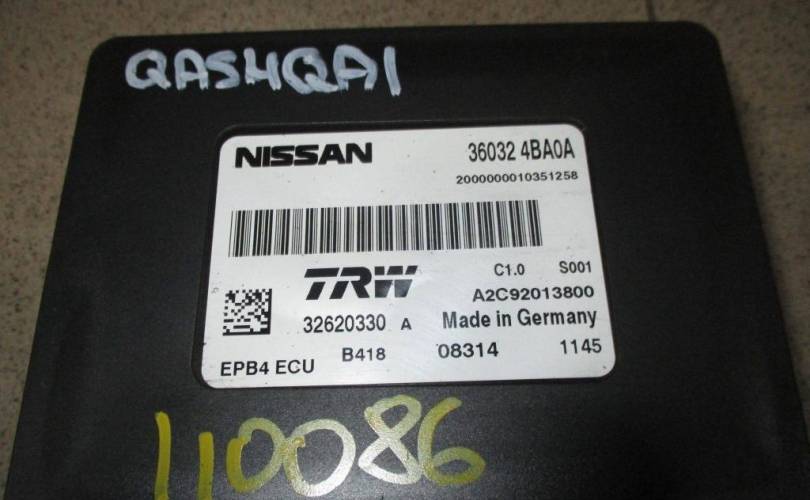 QASHQAI
NISSAN 36032 4BA0A
2000000010351258
TRW C1.0 S001
A2C92013800
32620330 A Made in Germany
EPB4 ECU B418 08314 1145
110086